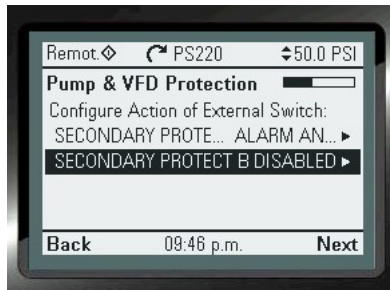 Remot. PS220 50.0 PSI
Pump & VFD Protection
Configure Action of External Switch:
SECONDARY PROTE... ALARM AN...
SECONDARY PROTECT B DISABLED
Back 09:46 p.m. Next